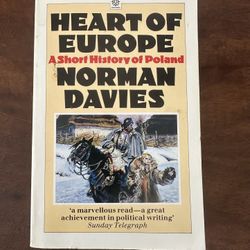 HEART OF
EUROPE
A Short History of Poland
NORMAN
DAVIES
'a marvellous read—a great
achievement in political writing'
Sunday Telegraph